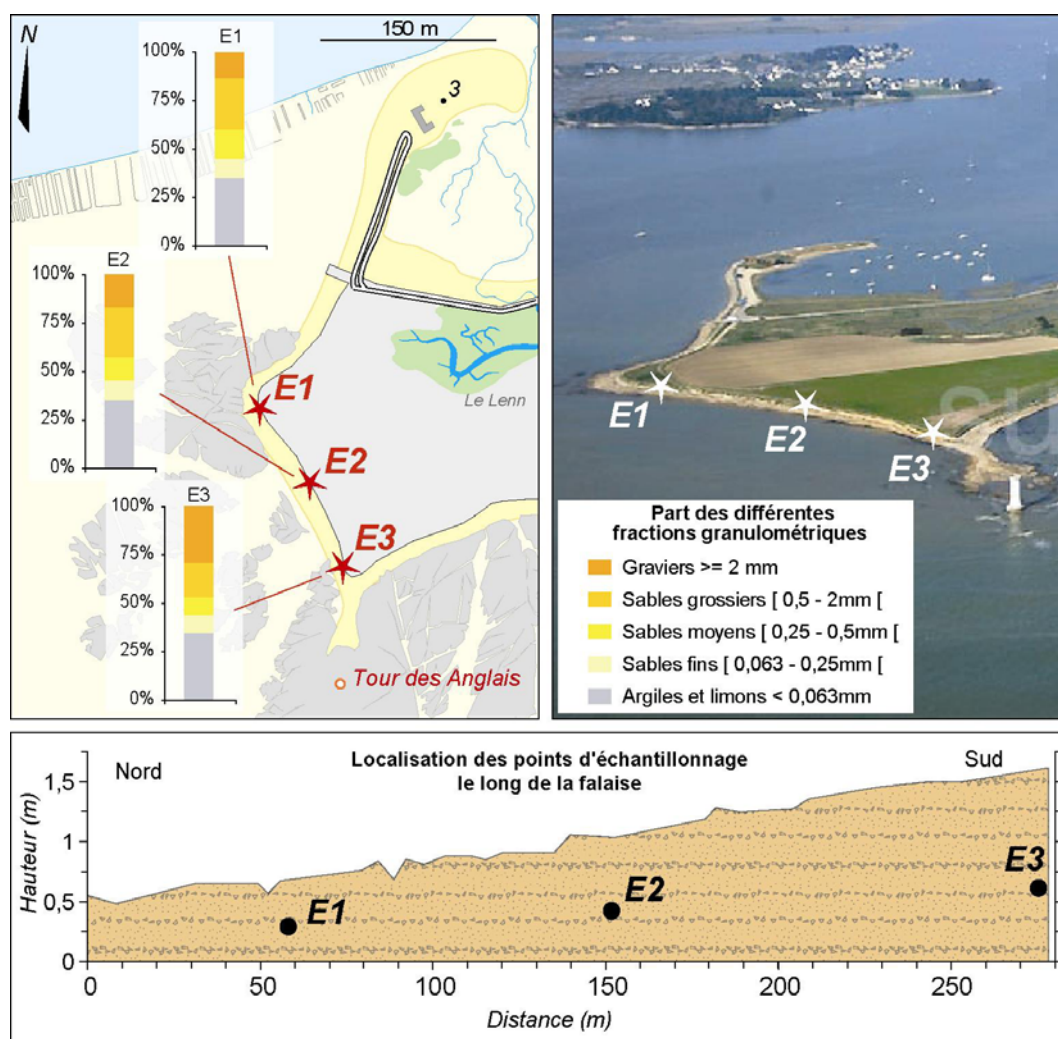 N
150 m
E1
100%
75%
50%
25%
0%
3
E2
100%
75%
50%
25%
0%
E3
100%
75%
50%
25%
0%
E1
E2
E3
Le Lenn
Tour des Anglais
E1
E2
E3
su
Part des différentes
fractions granulométriques
Graviers >= 2 mm
Sables grossiers [ 0,5 - 2mm [
Sables moyens [ 0,25 - 0,5mm [
Sables fins [ 0,063 - 0,25mm [
Argiles et limons < 0,063mm
Localisation des points d'échantillonnage
le long de la falaise
Nord
Sud
Hauteur (m)
1,5
1
0,5
0
E1
E2
E3
0 50 100 150 200 250
Distance (m)